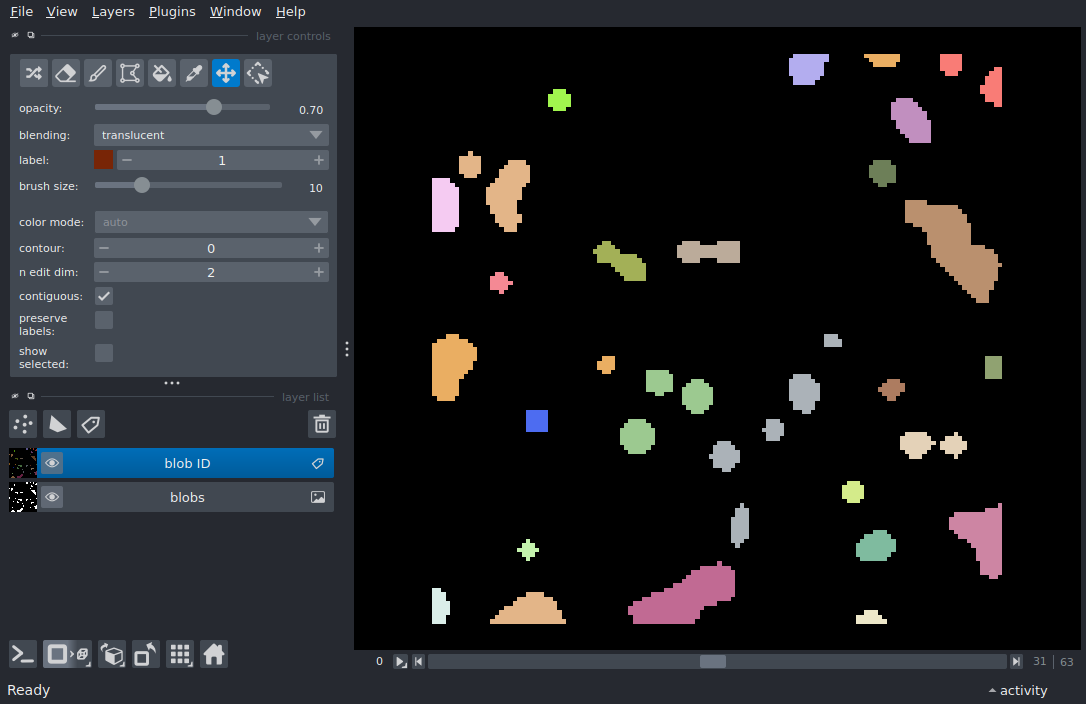 File View Layers Plugins Window Help
layer controls
opacity: 0.70
blending: translucent
label: 1
brush size: 10
color mode: auto
contour: 0
n edit dim: 2
contiguous:
preserve
labels:
show
selected:
layer list
blob ID
blobs
0 31 | 63
Ready activity